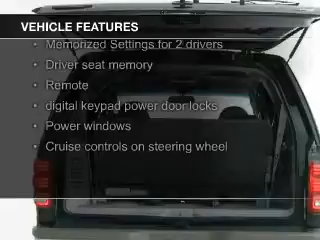 VEHICLE FEATURES
• Memorized Settings for 2 drivers
• Driver seat memory
• Remote
• digital keypad power door locks
• Power windows
• Cruise controls on steering wheel